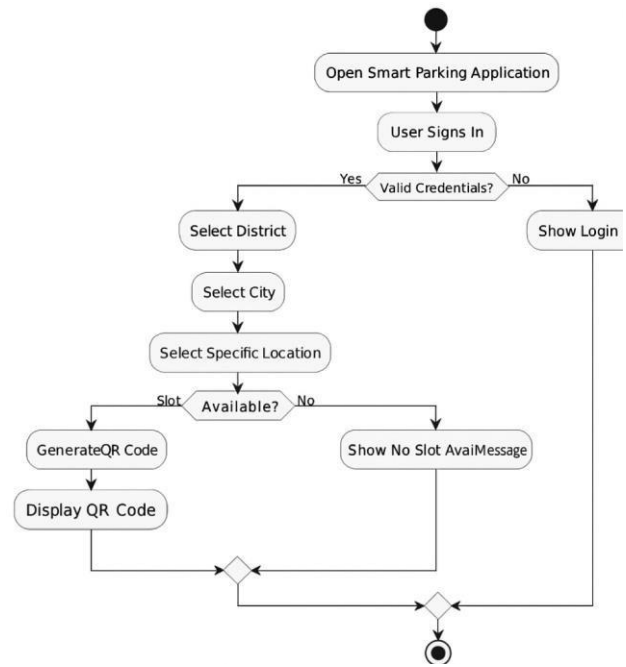 Open Smart Parking Application
User Signs In
Yes
Valid Credentials?
No
Select District
Show Login
Select City
Select Specific Location
Slot
Available?
No
GenerateQR Code
Show No Slot AvaiMessage
Display QR Code